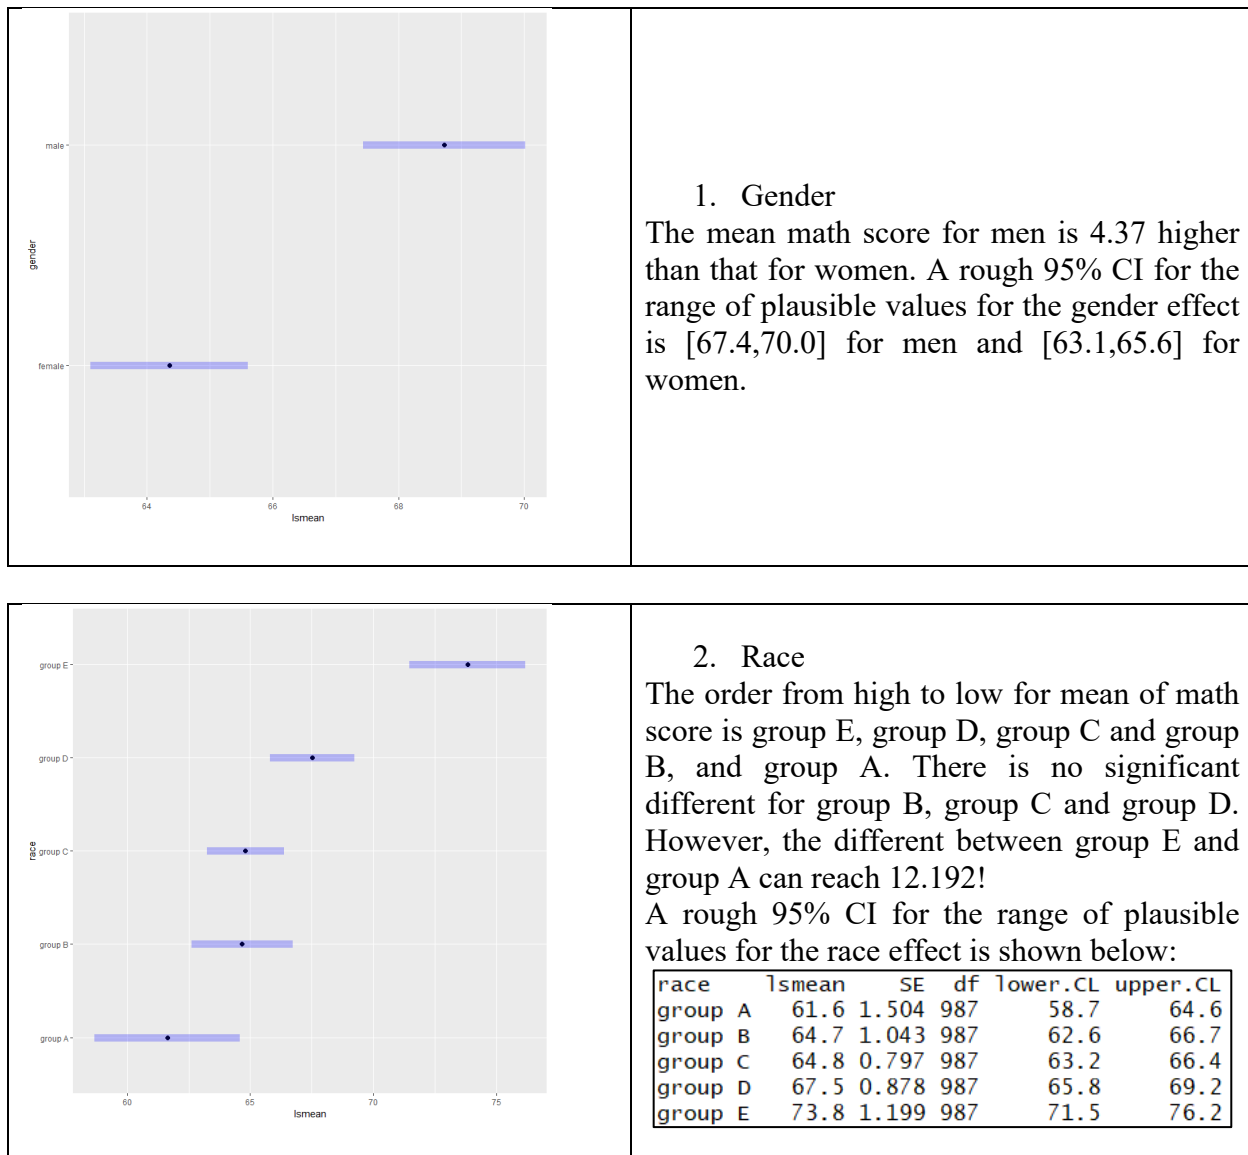 male
female
gender
64 66 68 70
lsmean
1. Gender
The mean math score for men is 4.37 higher
than that for women. A rough 95% CI for the
range of plausible values for the gender effect
is [67.4,70.0] for men and [63.1,65.6] for
women.
group E
group D
group C
group B
group A
race
60 65 70 75
lsmean
2. Race
The order from high to low for mean of math
score is group E, group D, group C and group
B, and group A. There is no significant
different for group B, group C and group D.
However, the different between group E and
group A can reach 12.192!
A rough 95% CI for the range of plausible
values for the race effect is shown below:
race lsmean SE df lower.CL upper.CL
group A 61.6 1.504 987 58.7 64.6
group B 64.7 1.043 987 62.6 66.7
group C 64.8 0.797 987 63.2 66.4
group D 67.5 0.878 987 65.8 69.2
group E 73.8 1.199 987 71.5 76.2